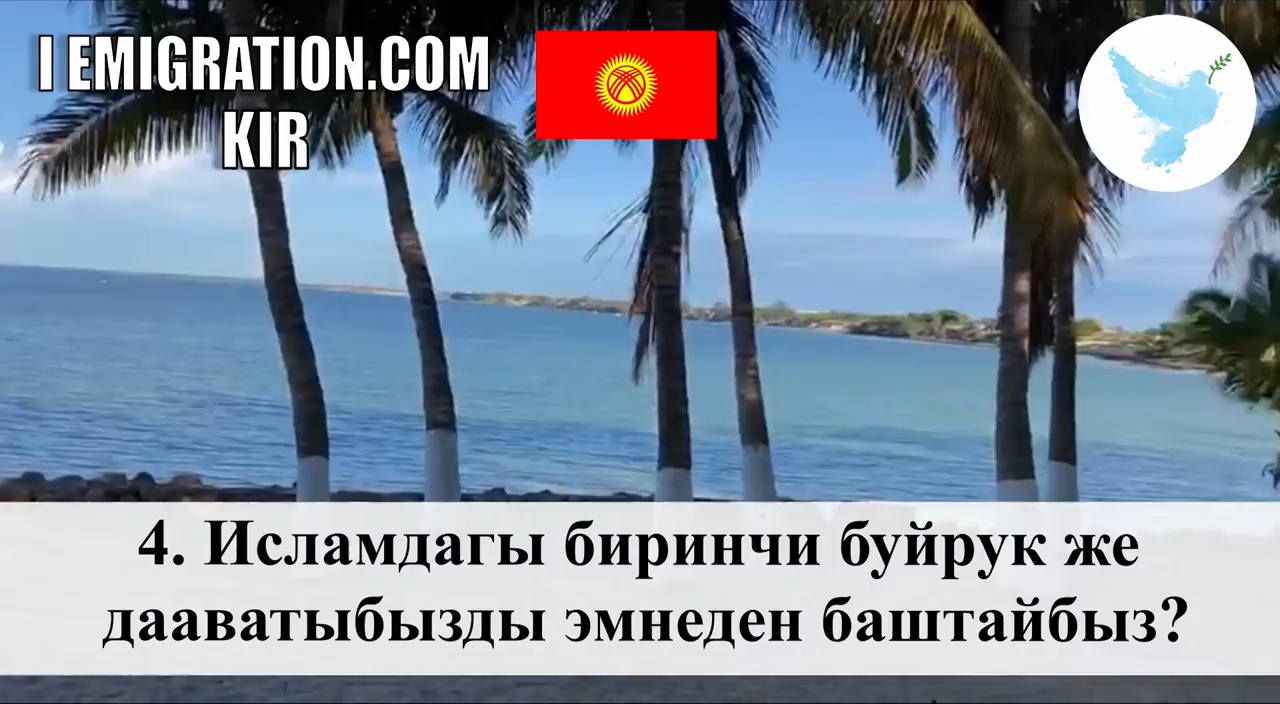 I EMIGRATION.COM
KIR
4. Исламдагы биринчи буйрук же
дааватыбызды эмнеден баштайбыз?